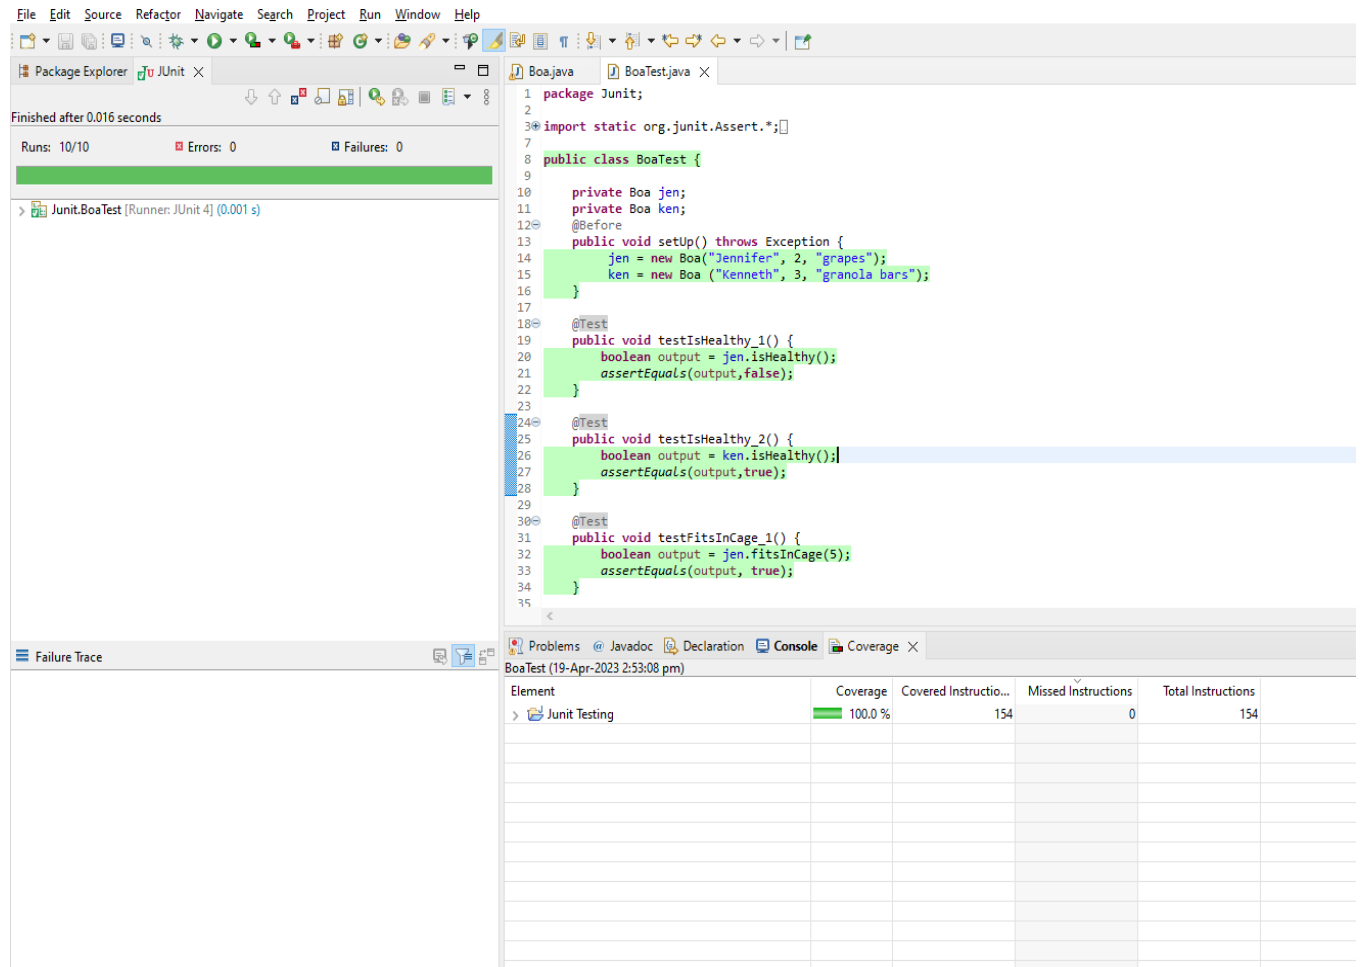 File Edit Source Refactor Navigate Search Project Run Window Help
Package Explorer JUnit
Finished after 0.016 seconds
Runs: 10/10 Errors: 0 Failures: 0
Junit.BoaTest [Runner: JUnit 4] (0.001 s)
Failure Trace
Boa.java BoaTest.java
1 package Junit;
2
3 import static org.junit.Assert.*;
7
8 public class BoaTest {
9
10 private Boa jen;
11 private Boa ken;
12 @Before
13 public void setUp() throws Exception {
14 jen = new Boa("Jennifer", 2, "grapes");
15 ken = new Boa ("Kenneth", 3, "granola bars");
16 }
17
18 @Test
19 public void testIsHealthy_1() {
20 boolean output = jen.isHealthy();
21 assertEquals(output,false);
22 }
23
24 @Test
25 public void testIsHealthy_2() {
26 boolean output = ken.isHealthy();
27 assertEquals(output,true);
28 }
29
30 @Test
31 public void testFitsInCage_1() {
32 boolean output = jen.fitsInCage(5);
33 assertEquals(output, true);
34 }
35
Problems Javadoc Declaration Console Coverage
BoaTest (19-Apr-2023 2:53:08 pm)
Element Coverage Covered Instructio... Missed Instructions Total Instructions
Junit Testing 100.0 % 154 0 154